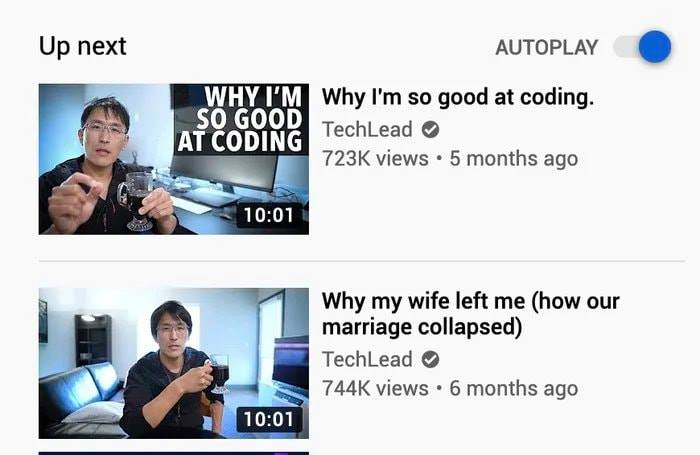 Up next
AUTOPLAY
WHY I'M
SO GOOD
AT CODING
10:01
Why I'm so good at coding.
TechLead
723K views • 5 months ago
10:01
Why my wife left me (how our
marriage collapsed)
TechLead
744K views • 6 months ago